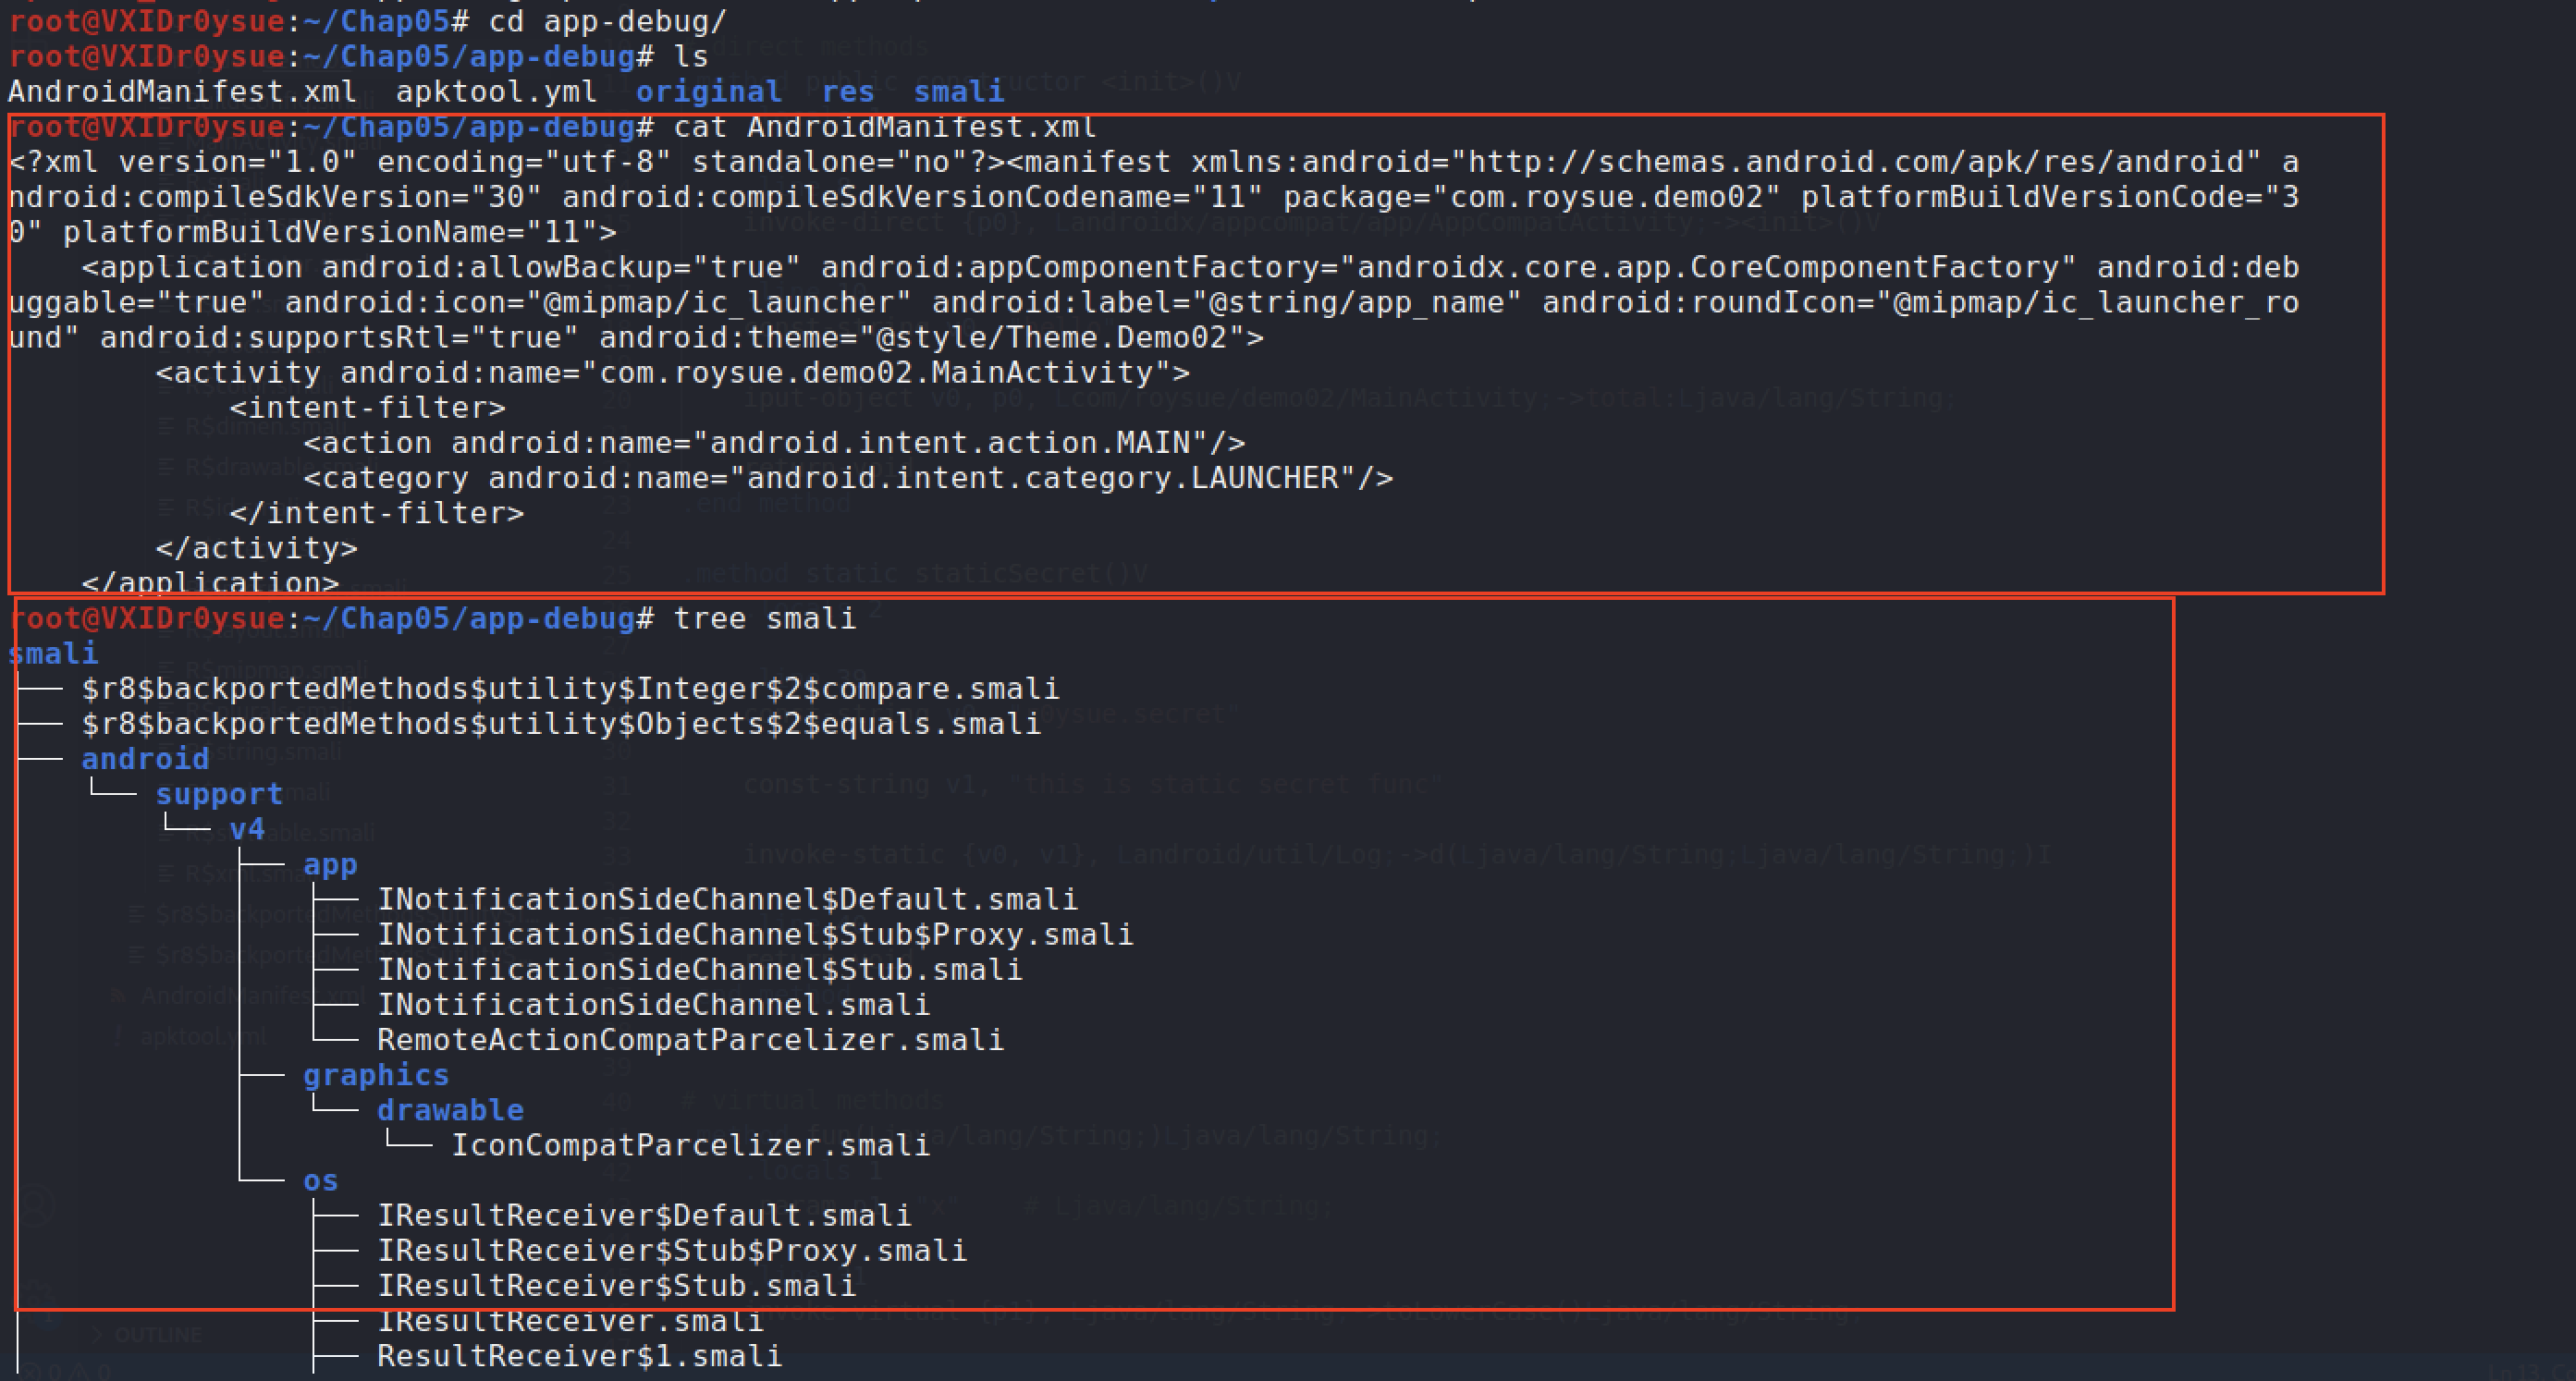 root@VXIDr0ysue:~/Chap05# cd app-debug/
root@VXIDr0ysue:~/Chap05/app-debug# ls
AndroidManifest.xml  apktool.yml  original  res  smali
root@VXIDr0ysue:~/Chap05/app-debug# cat AndroidManifest.xml
<?xml version="1.0" encoding="utf-8" standalone="no"?><manifest xmlns:android="http://schemas.android.com/apk/res/android" a
ndroid:compileSdkVersion="30" android:compileSdkVersionCodename="11" package="com.roysue.demo02" platformBuildVersionCode="3
0" platformBuildVersionName="11">
    <application android:allowBackup="true" android:appComponentFactory="androidx.core.app.CoreComponentFactory" android:deb
uggable="true" android:icon="@mipmap/ic_launcher" android:label="@string/app_name" android:roundIcon="@mipmap/ic_launcher_ro
und" android:supportsRtl="true" android:theme="@style/Theme.Demo02">
        <activity android:name="com.roysue.demo02.MainActivity">
            <intent-filter>
                <action android:name="android.intent.action.MAIN"/>
                <category android:name="android.intent.category.LAUNCHER"/>
            </intent-filter>
        </activity>
    </application>
root@VXIDr0ysue:~/Chap05/app-debug# tree smali
smali
├── $r8$backportedMethods$utility$Integer$2$compare.smali
├── $r8$backportedMethods$utility$Objects$2$equals.smali
├── android
│   └── support
│       └── v4
│           ├── app
│           │   ├── INotificationSideChannel$Default.smali
│           │   ├── INotificationSideChannel$Stub$Proxy.smali
│           │   ├── INotificationSideChannel$Stub.smali
│           │   ├── INotificationSideChannel.smali
│           │   └── RemoteActionCompatParcelizer.smali
│           ├── graphics
│           │   └── drawable
│           │       └── IconCompatParcelizer.smali
│           └── os
│               ├── IResultReceiver$Default.smali
│               ├── IResultReceiver$Stub$Proxy.smali
│               ├── IResultReceiver$Stub.smali
│               ├── IResultReceiver.smali
│               ├── ResultReceiver$1.smali